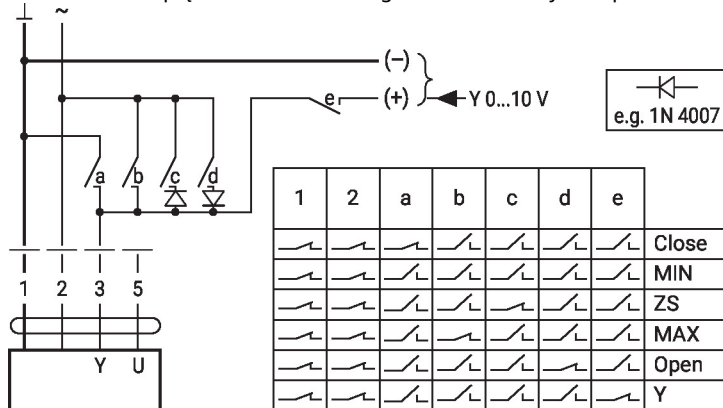 ~
(–)
e (+) Y 0...10 V
e.g. 1N 4007
a b c d
1 2 a b c d e
Close
MIN
ZS
MAX
Open
Y
1 2 3 5
Y U